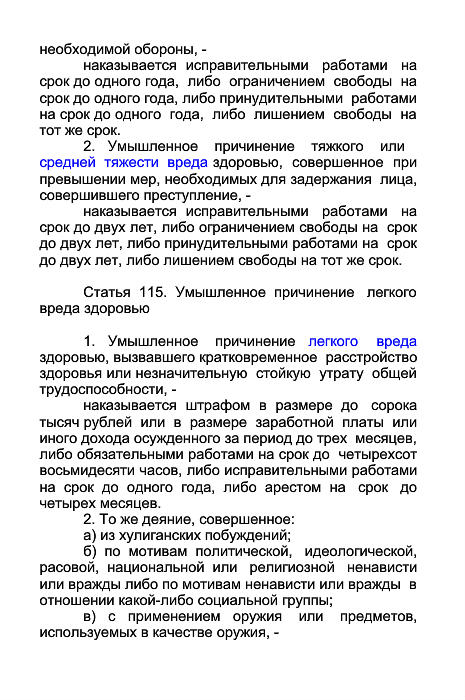 необходимой обороны, -
наказывается исправительными работами на
срок до одного года, либо ограничением свободы на
срок до одного года, либо принудительными работами
на срок до одного года, либо лишением свободы на
тот же срок.
2. Умышленное причинение тяжкого или
средней тяжести вреда здоровью, совершенное при
превышении мер, необходимых для задержания лица,
совершившего преступление, -
наказывается исправительными работами на
срок до двух лет, либо ограничением свободы на срок
до двух лет, либо принудительными работами на срок
до двух лет, либо лишением свободы на тот же срок.
Статья 115. Умышленное причинение легкого
вреда здоровью
1. Умышленное причинение легкого вреда
здоровью, вызвавшего кратковременное расстройство
здоровья или незначительную стойкую утрату общей
трудоспособности, -
наказывается штрафом в размере до сорока
тысяч рублей или в размере заработной платы или
иного дохода осужденного за период до трех месяцев,
либо обязательными работами на срок до четырехсот
восьмидесяти часов, либо исправительными работами
на срок до одного года, либо арестом на срок до
четырех месяцев.
2. То же деяние, совершенное:
а) из хулиганских побуждений;
б) по мотивам политической, идеологической,
расовой, национальной или религиозной ненависти
или вражды либо по мотивам ненависти или вражды в
отношении какой-либо социальной группы;
в) с применением оружия или предметов,
используемых в качестве оружия, -